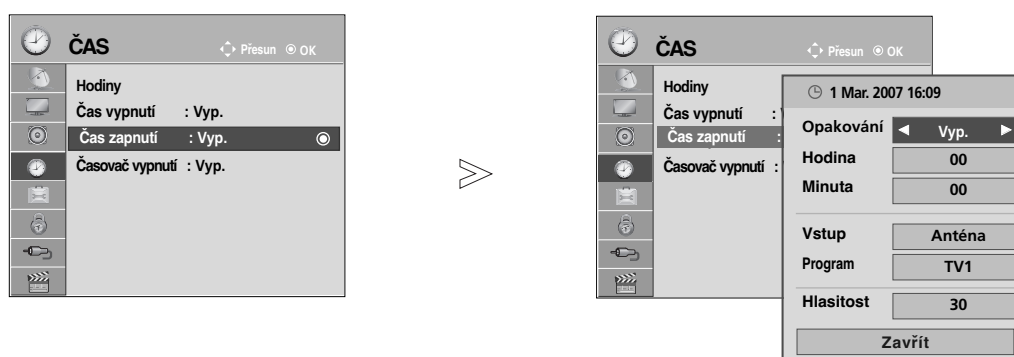 ČAS Přesun OK
Hodiny
Čas vypnutí : Vyp.
Čas zapnutí : Vyp.
Časovač vypnutí : Vyp.
ČAS Přesun OK
Hodiny
Čas vypnutí :
Čas zapnutí :
Časovač vypnutí :
1 Mar. 2007 16:09
Opakování Vyp.
Hodina 00
Minuta 00
Vstup Anténa
Program TV1
Hlasitost 30
Zavřít